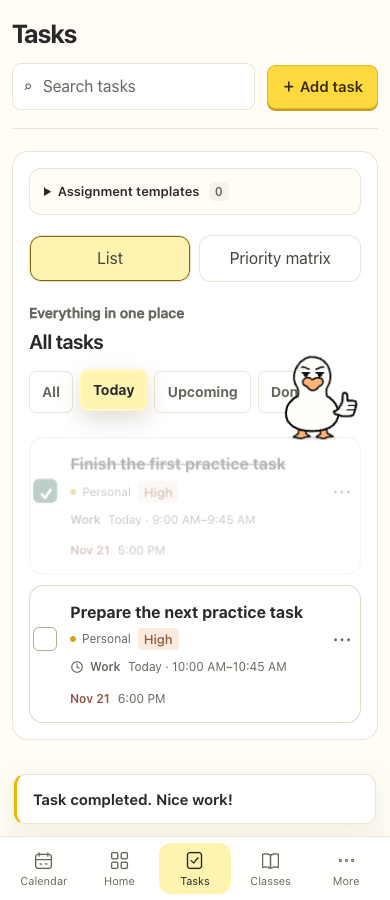 Tasks
Search tasks
+ Add task
Assignment templates 0
List
Priority matrix
Everything in one place
All tasks
All
Today
Upcoming
Don
Finish the first practice task
Personal High
Work Today · 9:00 AM–9:45 AM
Nov 21 5:00 PM
Prepare the next practice task
Personal High
Work Today · 10:00 AM–10:45 AM
Nov 21 6:00 PM
Task completed. Nice work!
Calendar
Home
Tasks
Classes
More